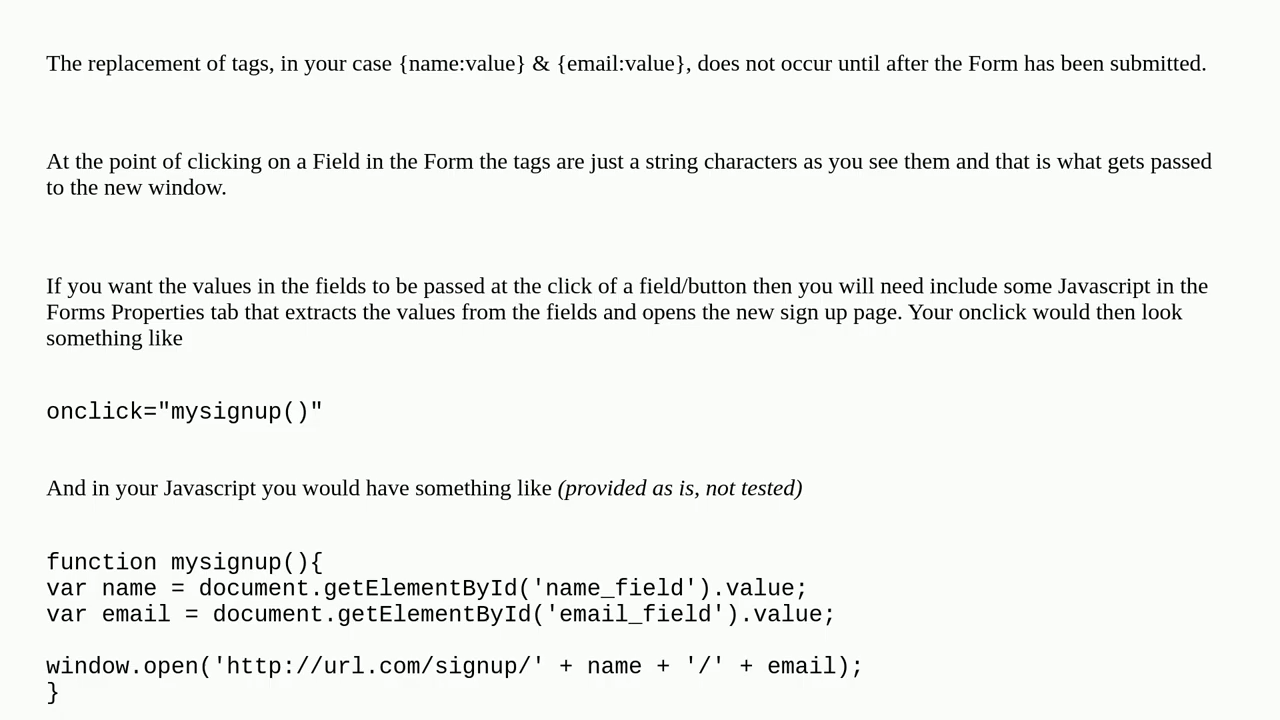 The replacement of tags, in your case {name:value} & {email:value}, does not occur until after the Form has been submitted.
At the point of clicking on a Field in the Form the tags are just a string characters as you see them and that is what gets passed
to the new window.
If you want the values in the fields to be passed at the click of a field/button then you will need include some Javascript in the
Forms Properties tab that extracts the values from the fields and opens the new sign up page. Your onclick would then look
something like
onclick="mysignup()"
And in your Javascript you would have something like (provided as is, not tested)
function mysignup(){
var name = document.getElementById('name_field').value;
var email = document.getElementById('email_field').value;
window.open('http://url.com/signup/' + name + '/' + email);
}